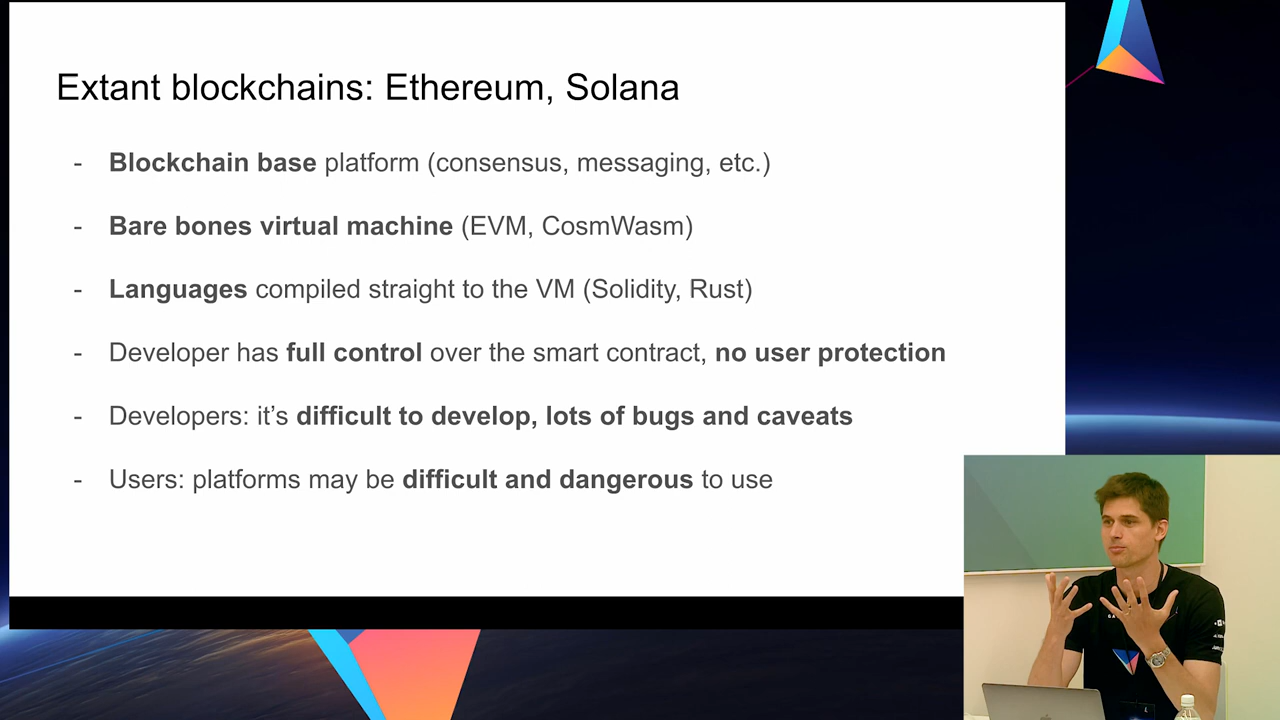 Extant blockchains: Ethereum, Solana
- Blockchain base platform (consensus, messaging, etc.)
- Bare bones virtual machine (EVM, CosmWasm)
- Languages compiled straight to the VM (Solidity, Rust)
- Developer has full control over the smart contract, no user protection
- Developers: it’s difficult to develop, lots of bugs and caveats
- Users: platforms may be difficult and dangerous to use